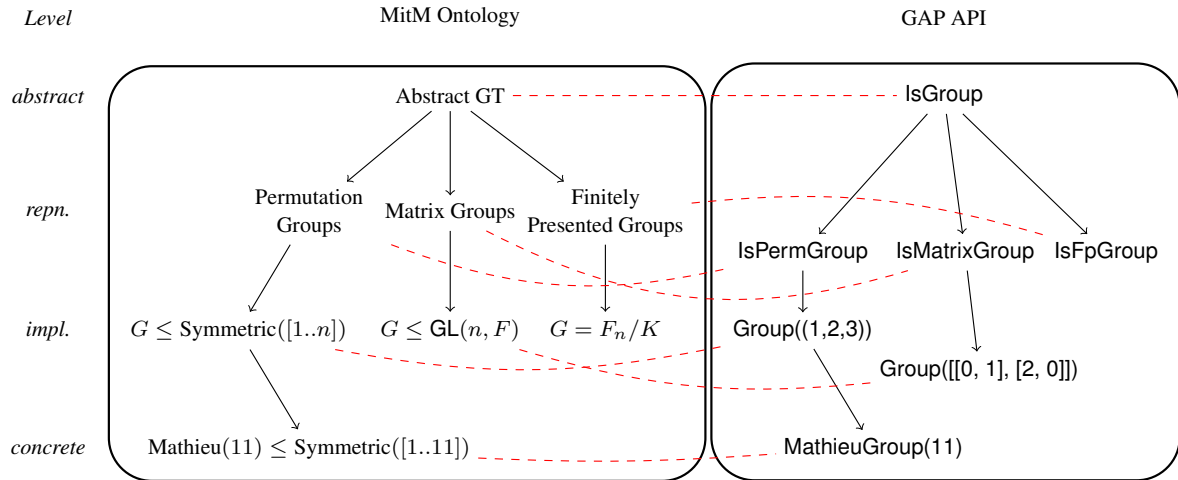 Level MitM Ontology GAP API
abstract Abstract GT IsGroup
repn. Permutation Groups Matrix Groups Finitely Presented Groups
IsPermGroup IsMatrixGroup IsFpGroup
impl. G ≤ Symmetric([1..n]) G ≤ GL(n, F) G = Fₙ/K Group((1,2,3))
Group([[0, 1], [2, 0]])
concrete Mathieu(11) ≤ Symmetric([1..11]) MathieuGroup(11)